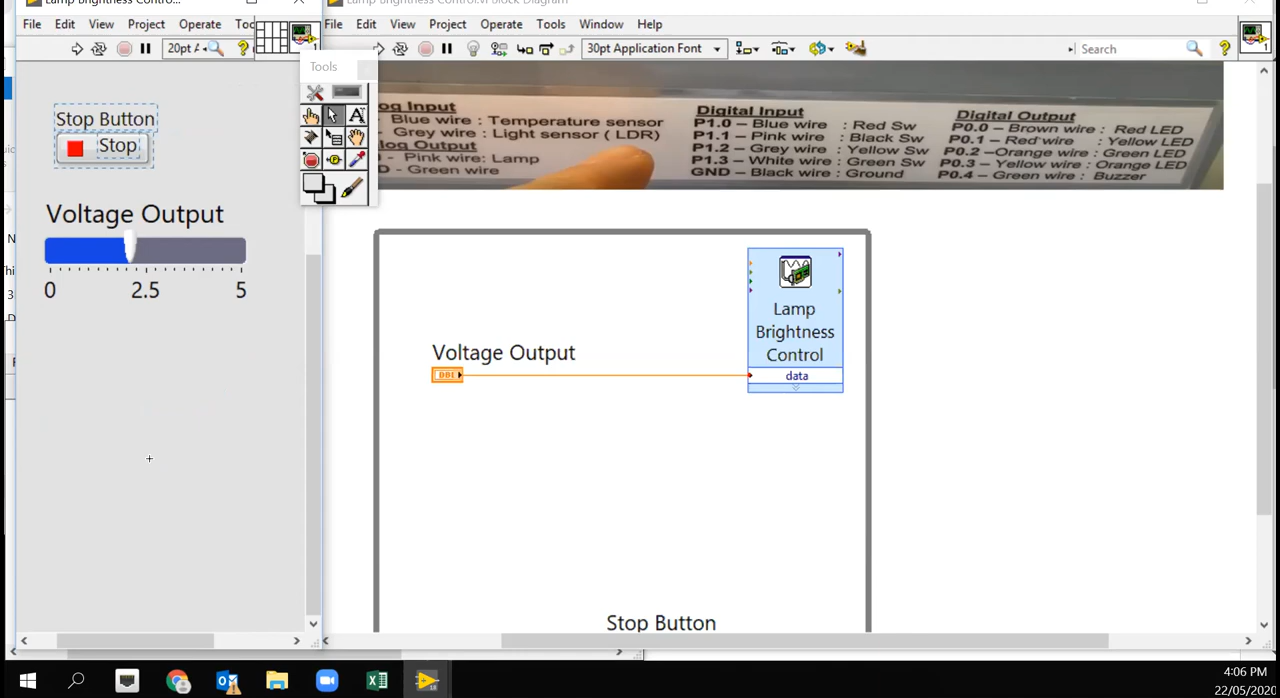 Lamp Brightness Control...
Lamp Brightness Control.vi Block Diagram
File Edit View Project Operate
File Edit View Project Operate Tools Window Help
20pt A
30pt Application Font
Search
Tools
Stop Button
Stop
Voltage Output
0 2.5 5
Blue wire : Temperature sensor
Grey wire : Light sensor ( LDR)
Pink wire: Lamp
Green wire
Digital Input
P1.0 – Blue wire : Red Sw
P1.1 – Pink wire : Black Sw
P1.2 – Grey wire : Yellow Sw
P1.3 – White wire : Green Sw
GND – Black wire : Ground
Digital Output
P0.0 – Brown wire : Red LED
P0.1 – Red wire : Yellow LED
P0.2 – Orange wire : Green LED
P0.3 – Yellow wire : Orange LED
P0.4 – Green wire : Buzzer
Voltage Output
DBL
Lamp
Brightness
Control
data
Stop Button
4:06 PM
22/05/2020